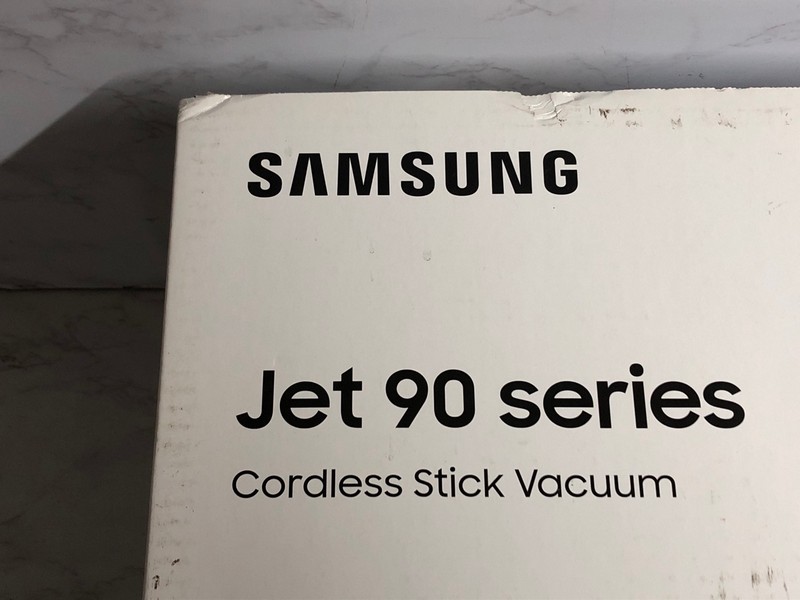 SAMSUNG
Jet 90 series
Cordless Stick Vacuum